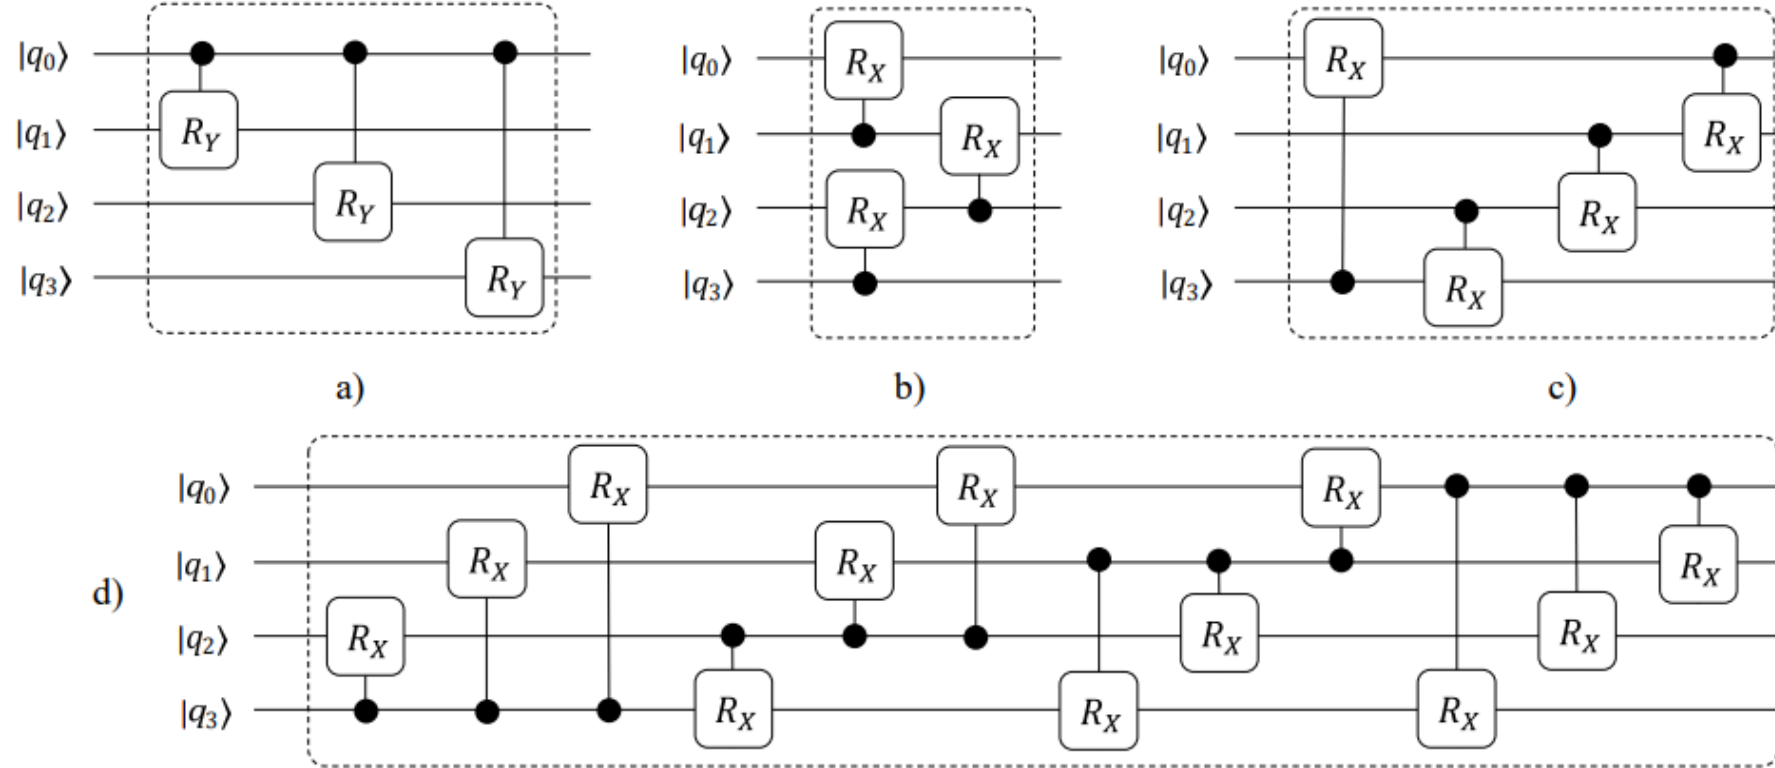 |q₀⟩ |q₀⟩ R_X |q₀⟩ R_X
|q₁⟩ R_Y |q₁⟩ R_X |q₁⟩ R_X
|q₂⟩ R_Y |q₂⟩ R_X |q₂⟩ R_X
|q₃⟩ R_Y |q₃⟩ |q₃⟩ R_X
a) b) c)
|q₀⟩ R_X R_X R_X
d) |q₁⟩ R_X R_X R_X
|q₂⟩ R_X R_X R_X
|q₃⟩ R_X R_X R_X